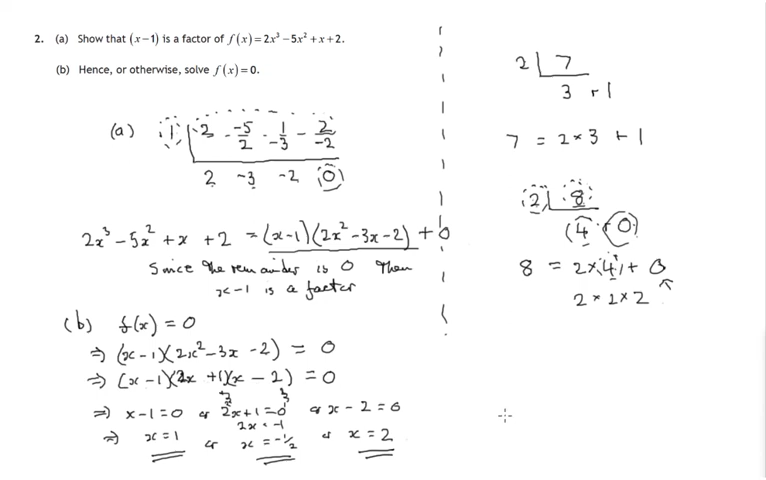 2. (a) Show that (x−1) is a factor of f(x)=2x³−5x²+x+2.
(b) Hence, or otherwise, solve f(x)=0.
(a) 1 | 2 -5 1 2
2 -3 -2
2 -3 -2 0
2x³ − 5x² + x + 2 = (x−1)(2x² − 3x − 2) + 0
Since the remainder is 0 then
x−1 is a factor
(b) f(x) = 0
⇒ (x−1)(2x² − 3x − 2) = 0
⇒ (x−1)(2x+1)(x − 2) = 0
⇒ x−1=0 or 2x+1=0 or x−2=0
2x=-1
⇒ x=1 or x=-1/2 or x=2
2 | 7
3 r 1
7 = 2×3 + 1
2 | 8
4 r 0
8 = 2×4 + 0
2×2×2